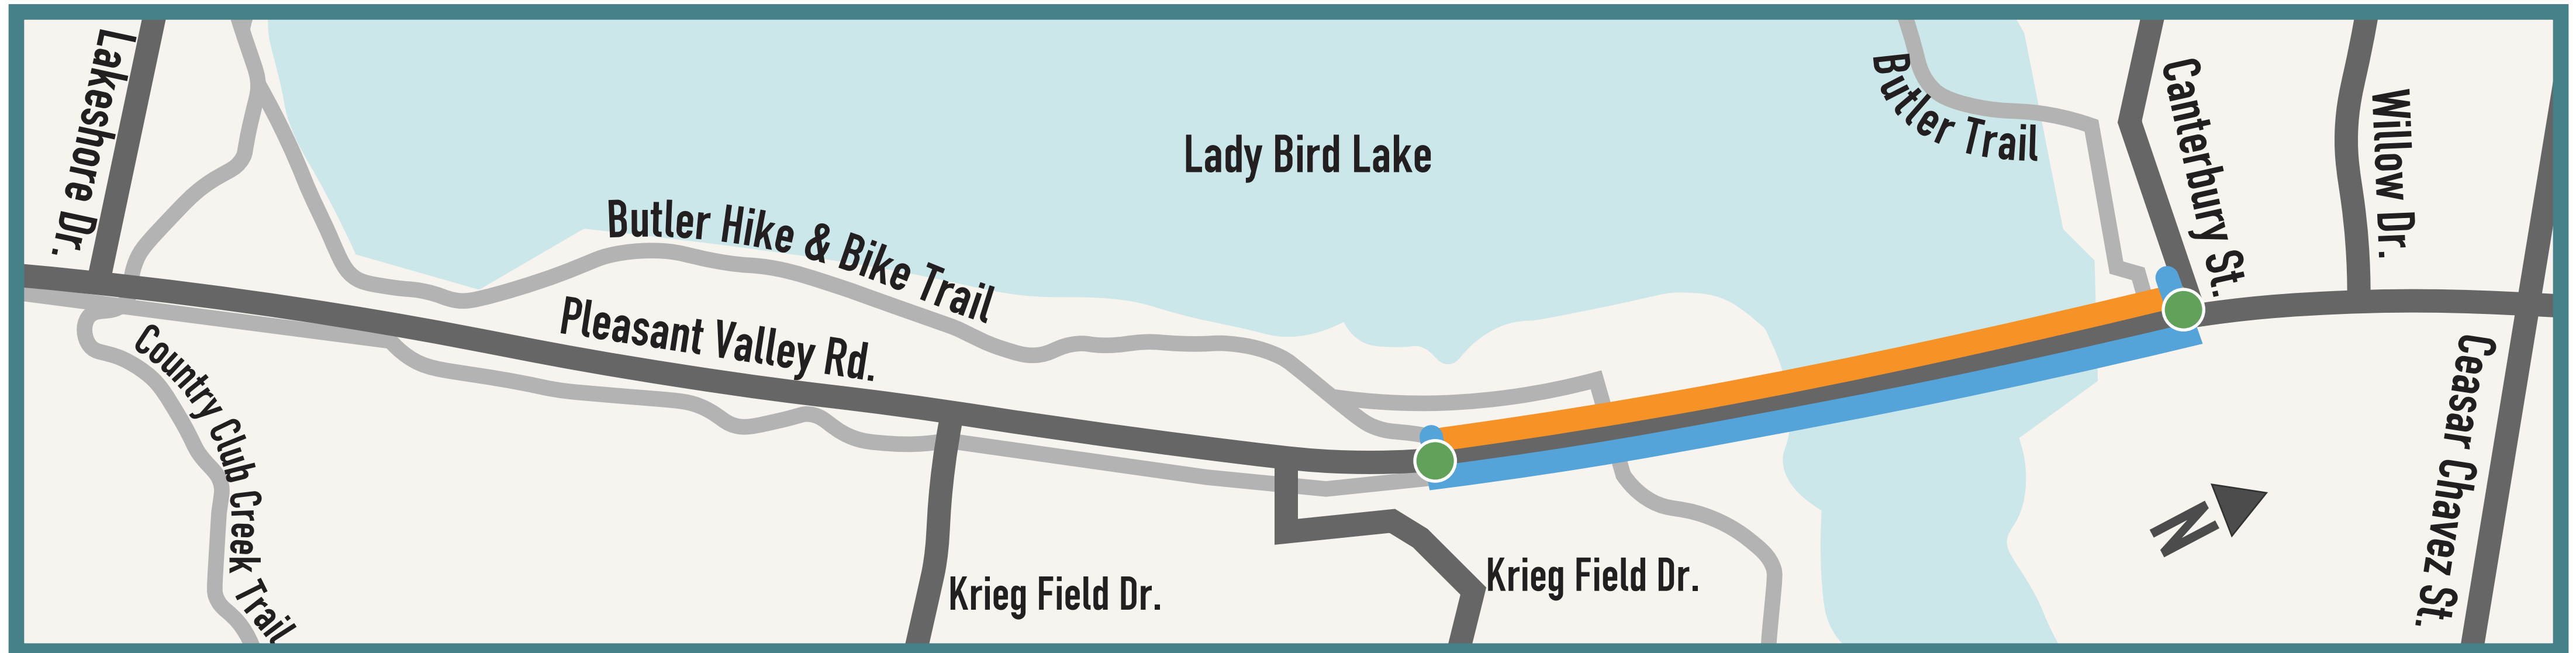 Lakeshore Dr.
Butler Hike & Bike Trail
Pleasant Valley Rd.
Country Club Creek Trail
Lady Bird Lake
Butler Trail
Canterbury St.
Willow Dr.
Krieg Field Dr.
Krieg Field Dr.
N
Ceasar Chavez St.